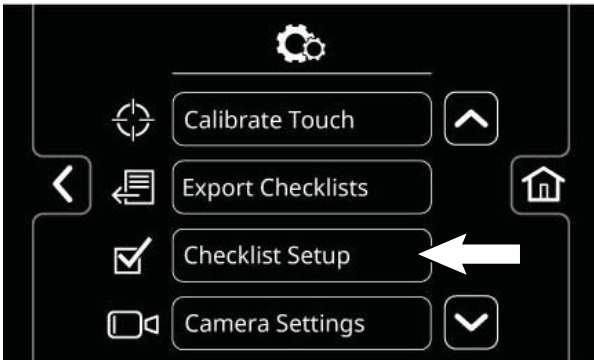 Calibrate Touch
Export Checklists
Checklist Setup
Camera Settings